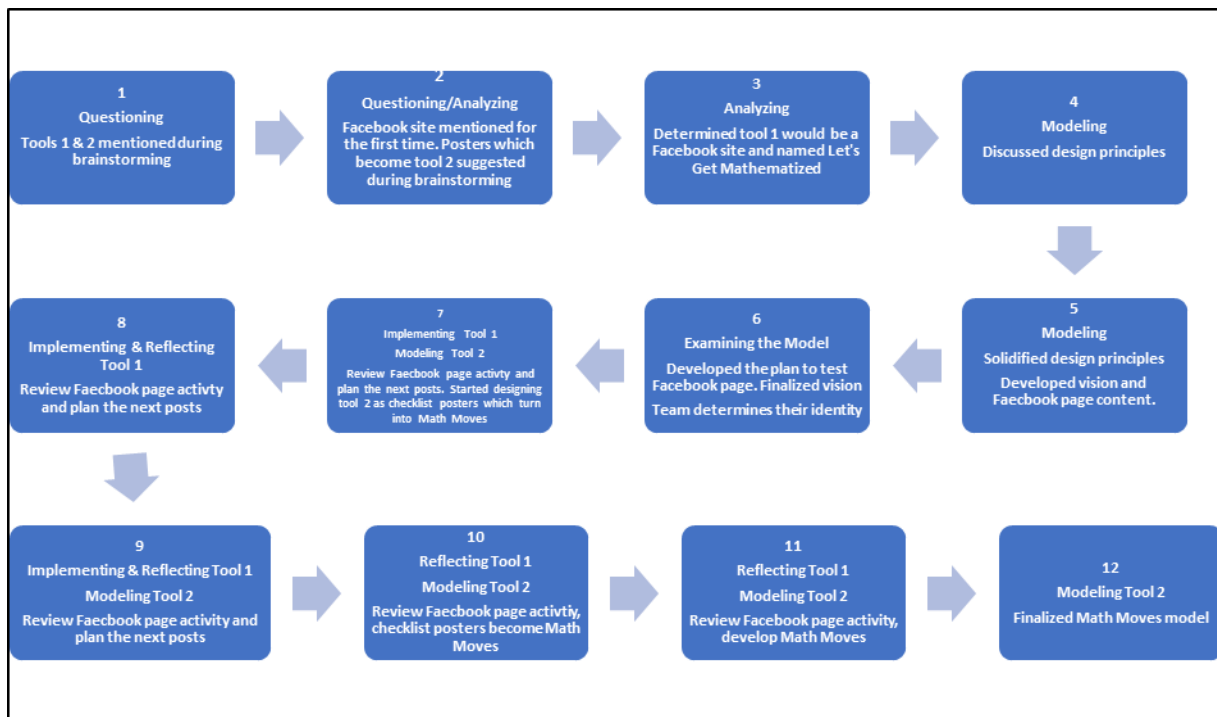 1
Questioning
Tools 1 & 2 mentioned during
brainstorming
2
Questioning/Analyzing
Facebook site mentioned for
the first time. Posters which
become tool 2 suggested
during brainstorming
3
Analyzing
Determined tool 1 would be a
Facebook site and named Let's
Get Mathematized
4
Modeling
Discussed design principles
5
Modeling
Solidified design principles
Developed vision and
Faecbook page content.
6
Examining the Model
Developed the plan to test
Facebook page. Finalized vision
Team determines their identity
7
Implementing Tool 1
Modeling Tool 2
Review Faecbook page activty and
plan the next posts. Started designing
tool 2 as checklist posters which turn
into Math Moves
8
Implementing & Reflecting
Tool 1
Review Faecbook page activty
and plan the next posts
9
Implementing & Reflecting Tool 1
Modeling Tool 2
Review Faecbook page activity and
plan the next posts
10
Reflecting Tool 1
Modeling Tool 2
Review Faecbook page activtiy,
checklist posters become Math
Moves
11
Reflecting Tool 1
Modeling Tool 2
Review Facebook page activity,
develop Math Moves
12
Modeling Tool 2
Finalized Math Moves model